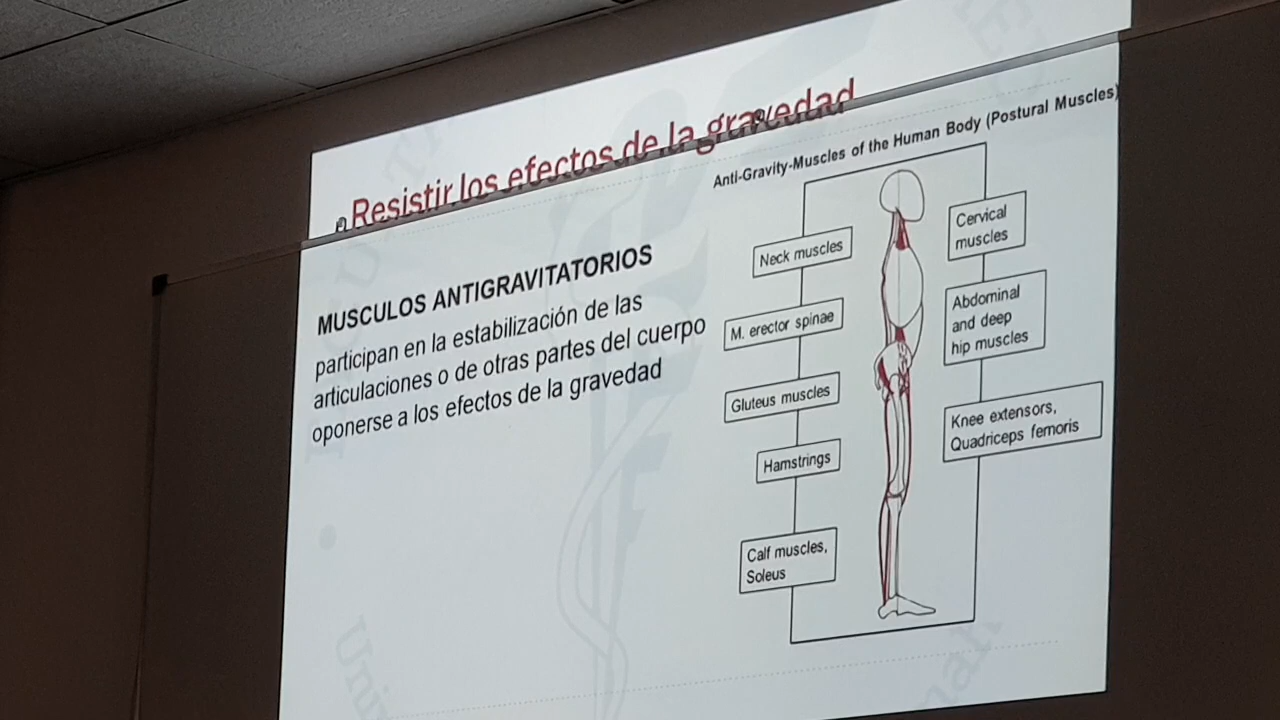 Resistir los efectos de la gravedad
MUSCULOS ANTIGRAVITATORIOS
participan en la estabilización de las
articulaciones o de otras partes del cuerpo
oponerse a los efectos de la gravedad
Anti-Gravity-Muscles of the Human Body (Postural Muscles)
Neck muscles
M. erector spinae
Gluteus muscles
Hamstrings
Calf muscles,
Soleus
Cervical
muscles
Abdominal
and deep
hip muscles
Knee extensors,
Quadriceps femoris